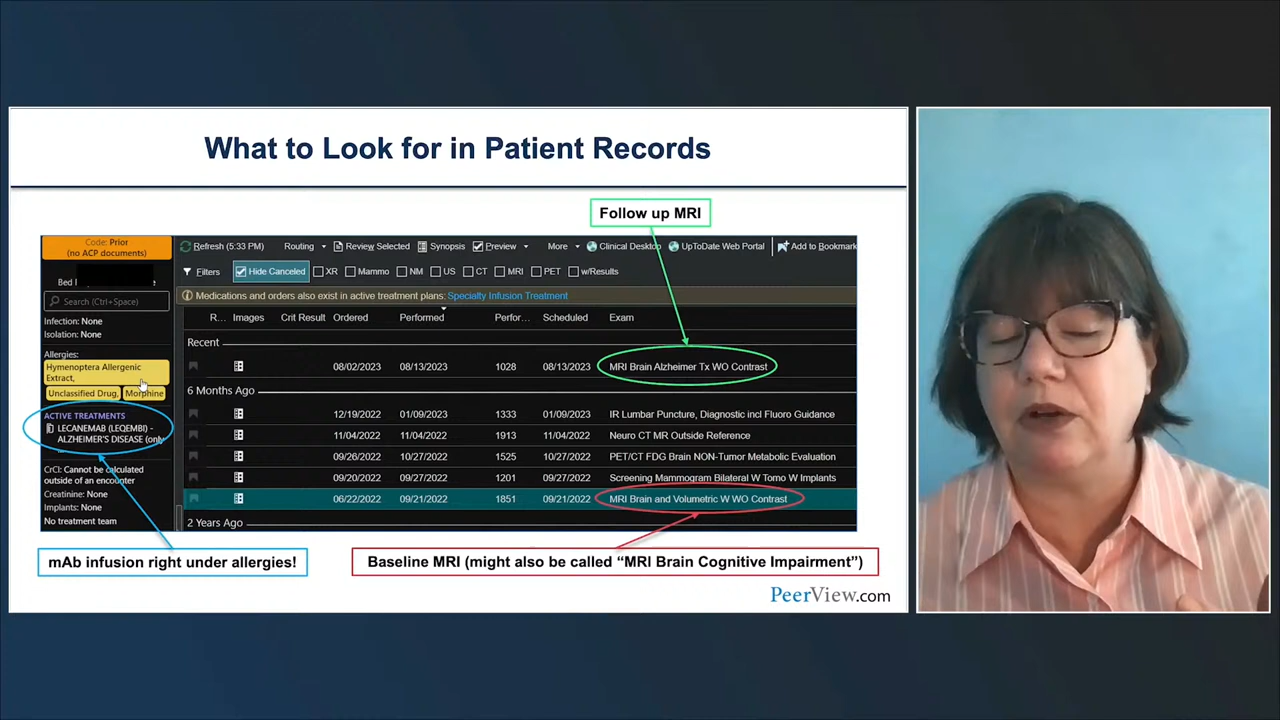 What to Look for in Patient Records
Follow up MRI
Code: Prior
(no ACP documents)
Bed
Search (Ctrl+Space)
Infection: None
Isolation: None
Allergies:
Hymenoptera Allergenic
Extract,
Unclassified Drug, Morphine
ACTIVE TREATMENTS
LECANEMAB (LEQEMBI) -
ALZHEIMER'S DISEASE (only
CrCl: Cannot be calculated
outside of an encounter
Creatinine: None
Implants: None
No treatment team
Refresh (5:33 PM) Routing Review Selected Synopsis Preview More Clinical Desktop UpToDate Web Portal Add to Bookmark
Filters Hide Canceled XR Mammo NM US CT MRI PET w/Results
Medications and orders also exist in active treatment plans: Specialty Infusion Treatment
R... Images Crit Result Ordered Performed Perfor... Scheduled Exam
Recent
08/02/2023 08/13/2023 1028 08/13/2023 MRI Brain Alzheimer Tx WO Contrast
6 Months Ago
12/19/2022 01/09/2023 1333 01/09/2023 IR Lumbar Puncture, Diagnostic incl Fluoro Guidance
11/04/2022 11/04/2022 1913 11/04/2022 Neuro CT MR Outside Reference
09/26/2022 10/27/2022 1525 10/27/2022 PET/CT FDG Brain NON-Tumor Metabolic Evaluation
09/20/2022 09/27/2022 1201 09/27/2022 Screening Mammogram Bilateral W Tomo W Implants
06/22/2022 09/21/2022 1851 09/21/2022 MRI Brain and Volumetric W WO Contrast
2 Years Ago
mAb infusion right under allergies!
Baseline MRI (might also be called “MRI Brain Cognitive Impairment”)
PeerView.com